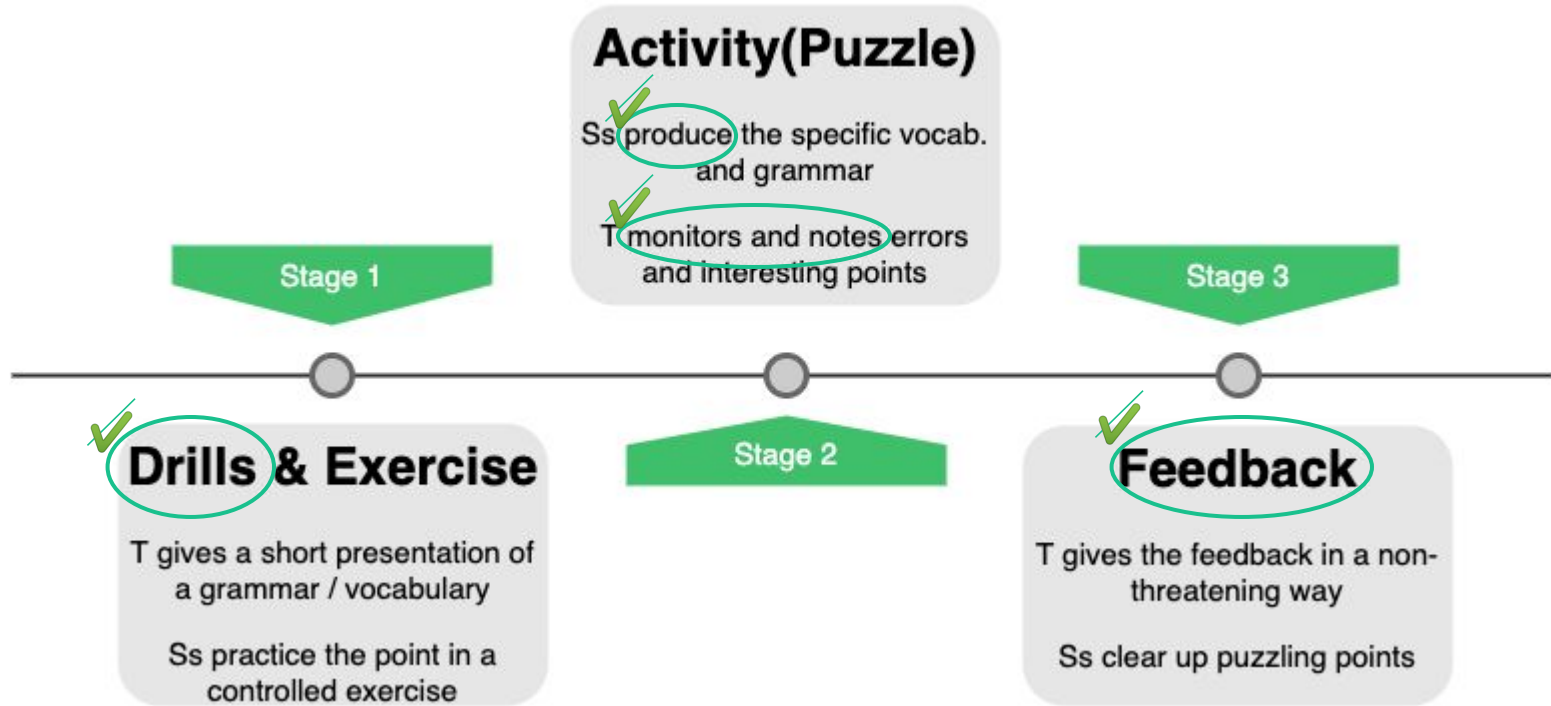 Activity(Puzzle)
Ss produce the specific vocab.
and grammar
T monitors and notes errors
and interesting points
Stage 1
Stage 3
Stage 2
Drills & Exercise
T gives a short presentation of
a grammar / vocabulary
Ss practice the point in a
controlled exercise
Feedback
T gives the feedback in a non-
threatening way
Ss clear up puzzling points